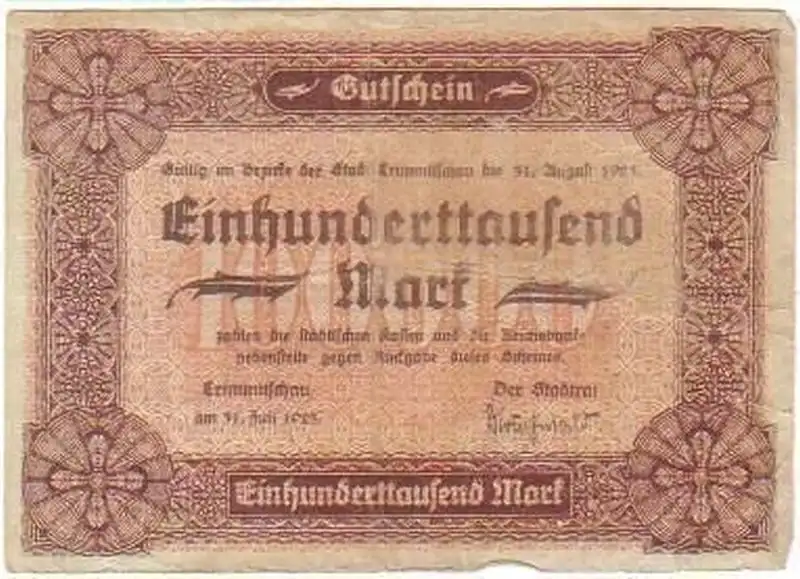 Gutschein
Gültig im Bezirke der Stadt Crimmitschau bis 31. August 1923.
Einhunderttausend
Mark
zahlen die städtischen Kassen und die Reichsbank-
nebenstelle gegen Rückgabe dieses Scheines.
Crimmitschau
Der Stadtrat
am 31. Juli 1923.
Einhunderttausend Mark